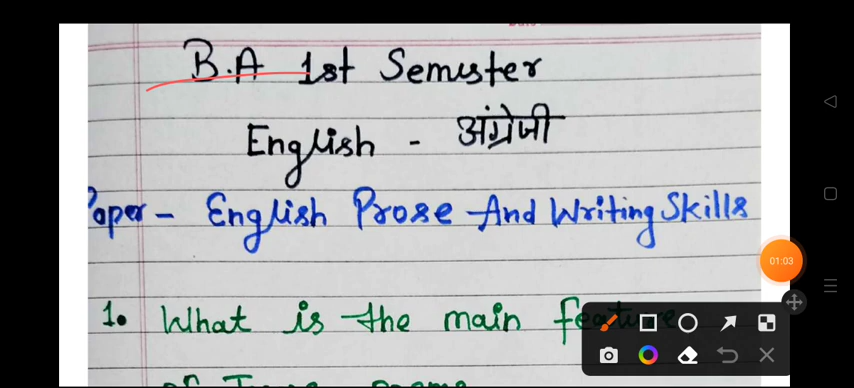 B.A 1st Semester
English - अंग्रेजी
Paper - English Prose And Writing Skills
1. What is the main feature
01:03